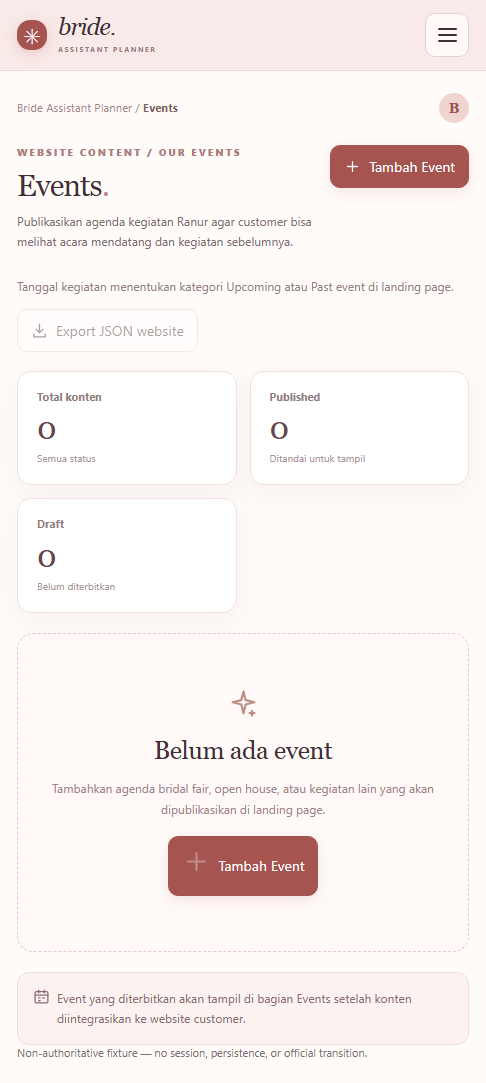 bride.
ASSISTANT PLANNER
Bride Assistant Planner / Events
B
WEBSITE CONTENT / OUR EVENTS
Events.
Tambah Event
Publikasikan agenda kegiatan Ranur agar customer bisa
melihat acara mendatang dan kegiatan sebelumnya.
Tanggal kegiatan menentukan kategori Upcoming atau Past event di landing page.
Export JSON website
Total konten
0
Semua status
Published
0
Ditandai untuk tampil
Draft
0
Belum diterbitkan
Belum ada event
Tambahkan agenda bridal fair, open house, atau kegiatan lain yang akan
dipublikasikan di landing page.
Tambah Event
Event yang diterbitkan akan tampil di bagian Events setelah konten
diintegrasikan ke website customer.
Non-authoritative fixture — no session, persistence, or official transition.